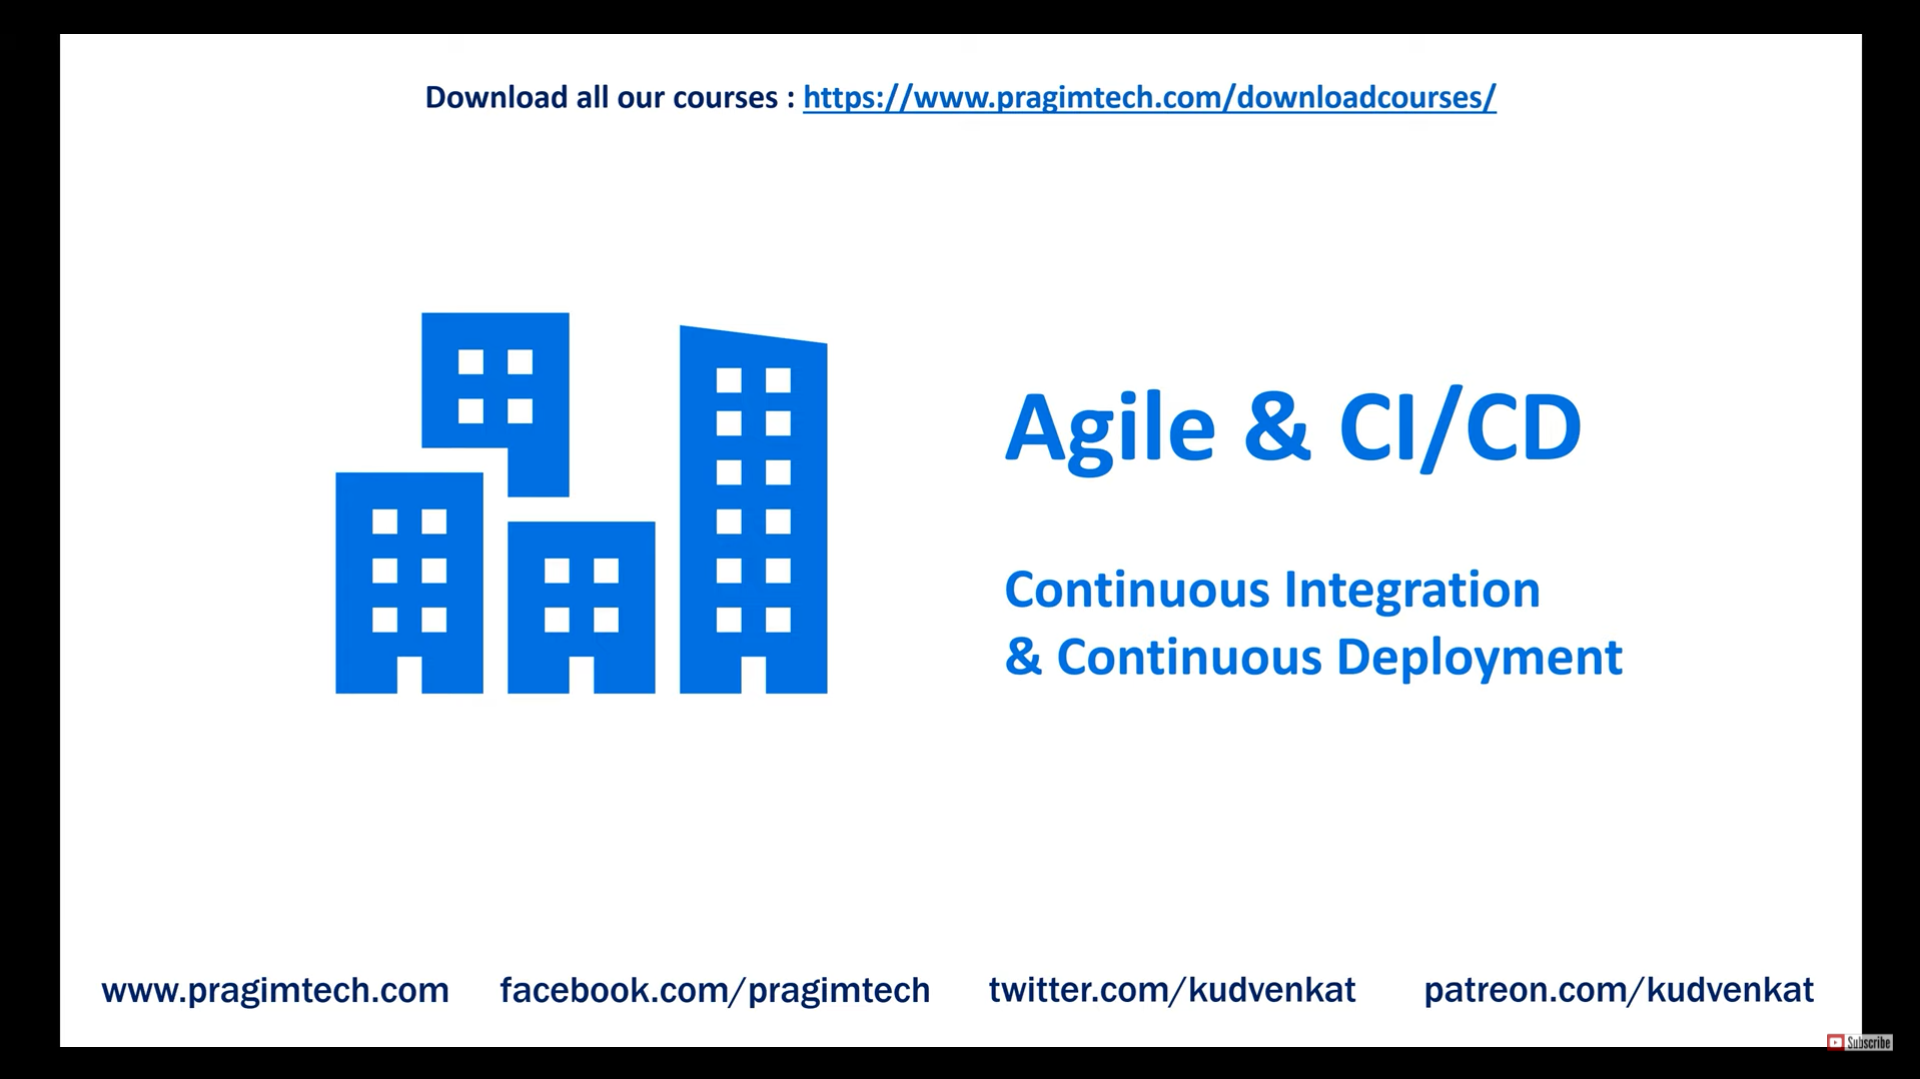 Download all our courses : https://www.pragimtech.com/downloadcourses/
Agile & CI/CD
Continuous Integration
& Continuous Deployment
www.pragimtech.com facebook.com/pragimtech twitter.com/kudvenkat patreon.com/kudvenkat
Subscribe